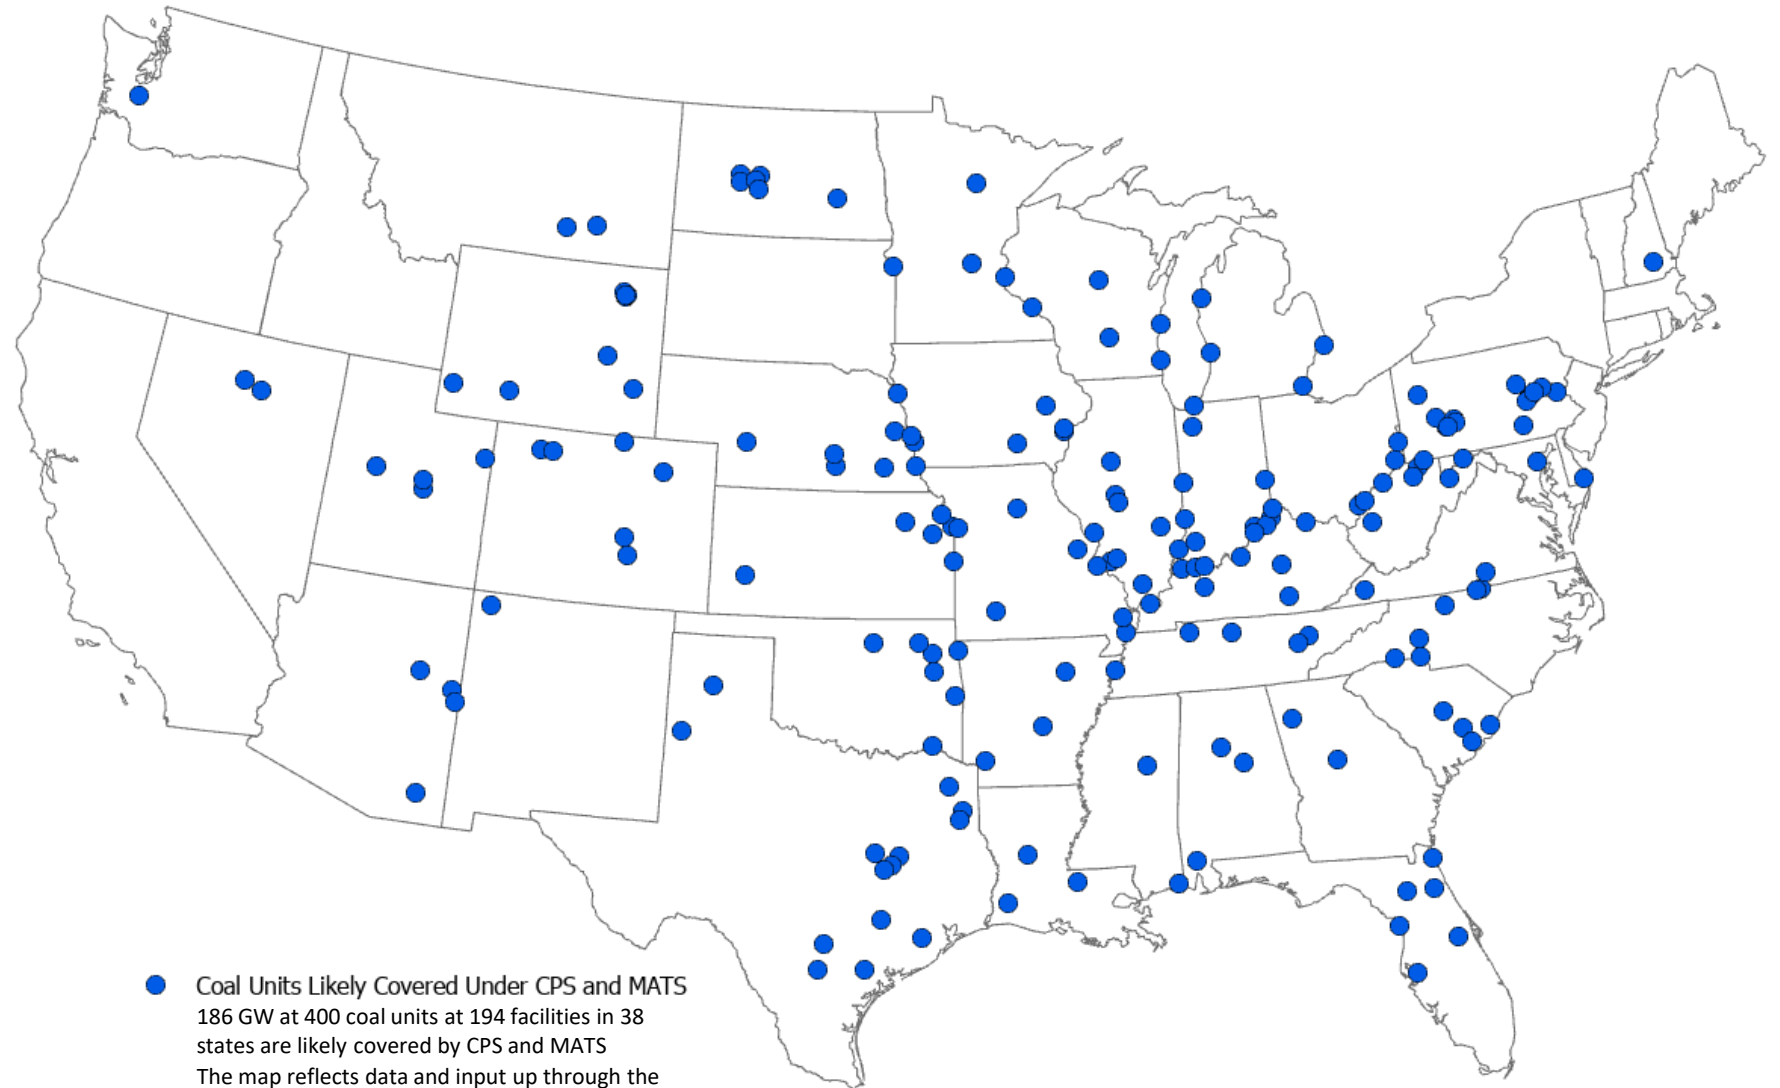 Coal Units Likely Covered Under CPS and MATS
186 GW at 400 coal units at 194 facilities in 38
states are likely covered by CPS and MATS
The map reflects data and input up through the